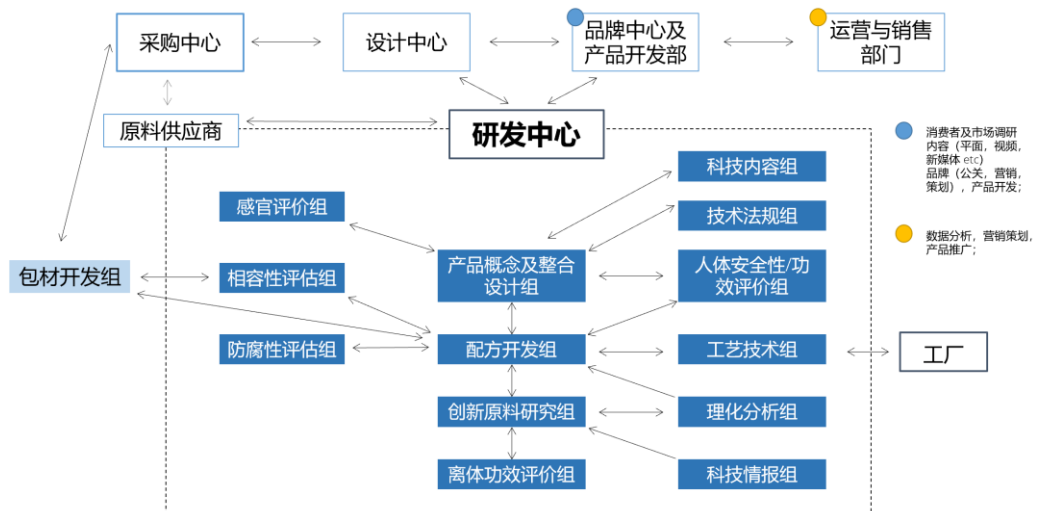 采购中心
设计中心
品牌中心及
产品开发部
运营与销售
部门
原料供应商
研发中心
消费者及市场调研
内容（平面，视频，
新媒体 etc)
品牌（公关，营销，
策划），产品开发；
数据分析，营销策划，
产品推广；
科技内容组
感官评价组
技术法规组
包材开发组
相容性评估组
产品概念及整合
设计组
人体安全性/功
效评价组
防腐性评估组
配方开发组
工艺技术组
工厂
创新原料研究组
理化分析组
离体功效评价组
科技情报组